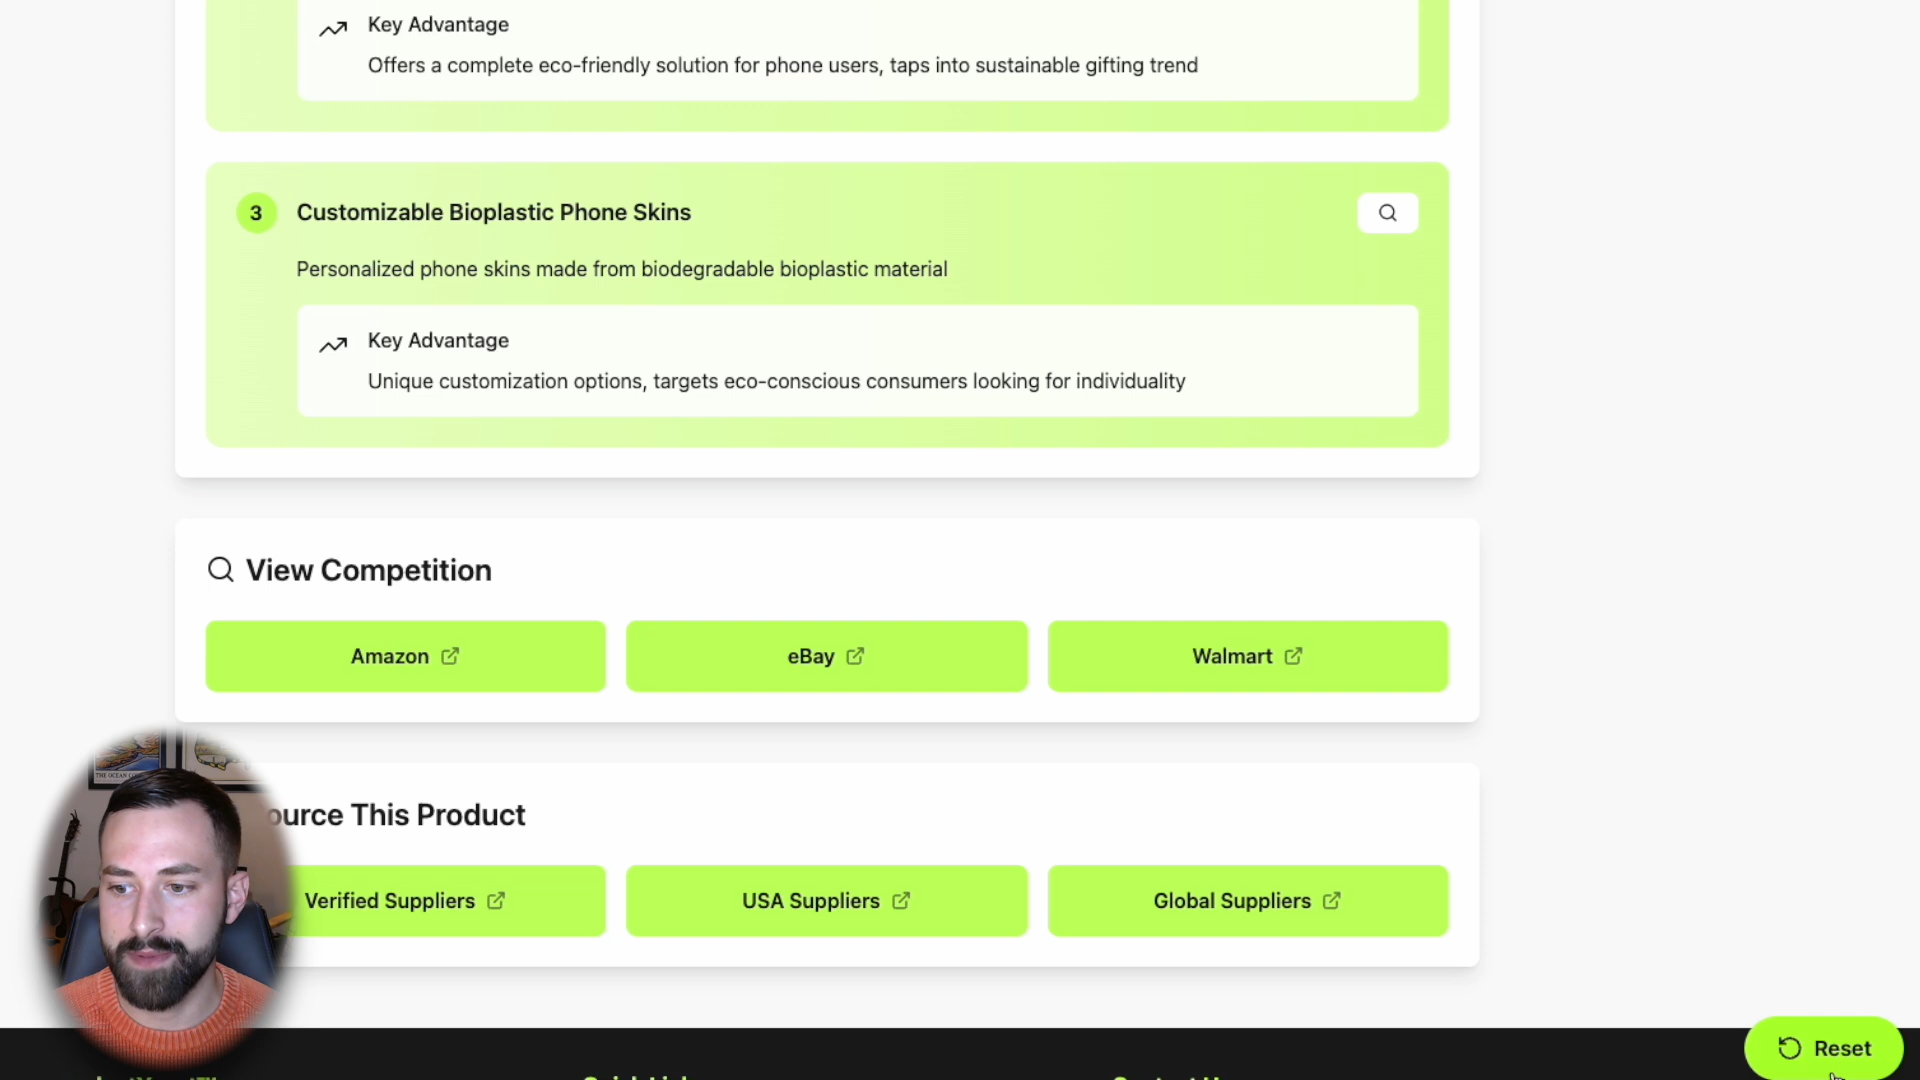 Key Advantage
Offers a complete eco-friendly solution for phone users, taps into sustainable gifting trend
3
Customizable Bioplastic Phone Skins
Personalized phone skins made from biodegradable bioplastic material
Key Advantage
Unique customization options, targets eco-conscious consumers looking for individuality
View Competition
Amazon
eBay
Walmart
ource This Product
Verified Suppliers
USA Suppliers
Global Suppliers
Reset